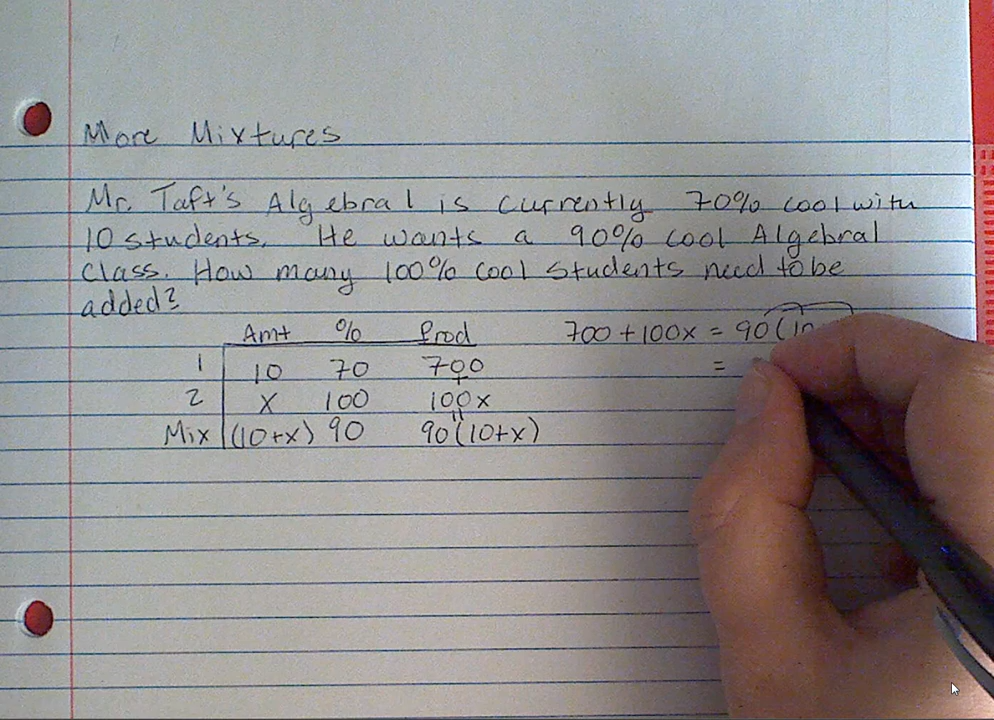 More Mixtures
Mr. Taft's Algebra1 is currently 70% cool with
10 students. He wants a 90% cool Algebra1
class. How many 100% cool students need to be
added?
Amt % Prod
1 10 70 700
+
2 x 100 100x
=
Mix (10+x) 90 90(10+x)
700 + 100x = 90(10
=